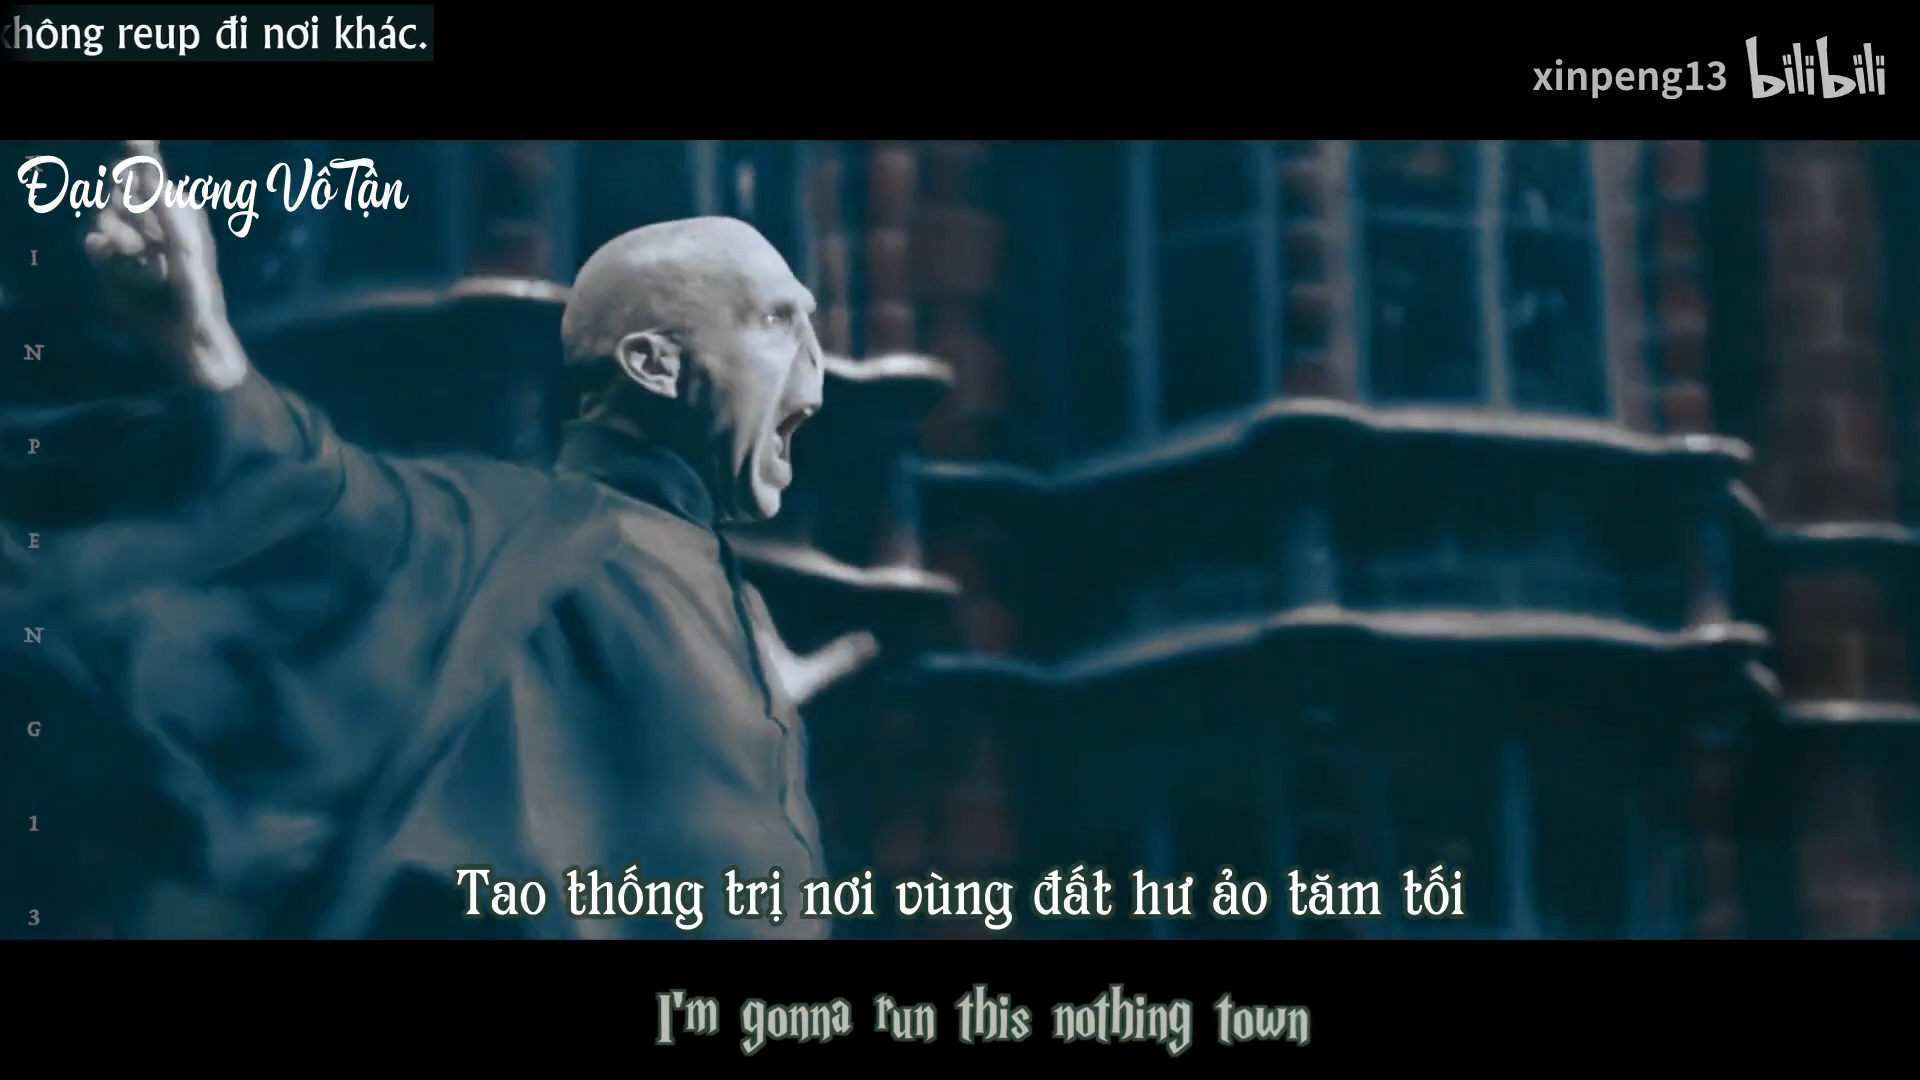 không reup đi nơi khác.
xinpeng13 bilibili
Đại Dương Vô Tận
I
N
P
E
N
G
1
3
Tao thống trị nơi vùng đất hư ảo tăm tối
I'm gonna run this nothing town